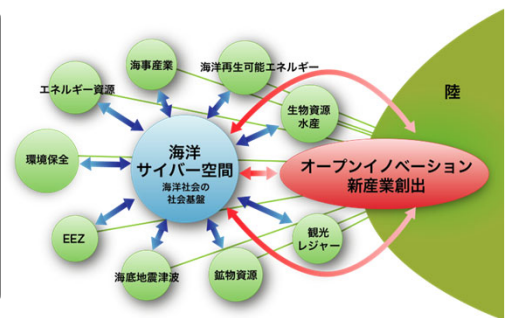 海事産業
海洋再生可能エネルギー
エネルギー資源
陸
生物資源
水産
海洋
サイバー空間
海洋社会の
社会基盤
環境保全
オープンイノベーション
新産業創出
EEZ
観光
レジャー
海底地震津波
鉱物資源